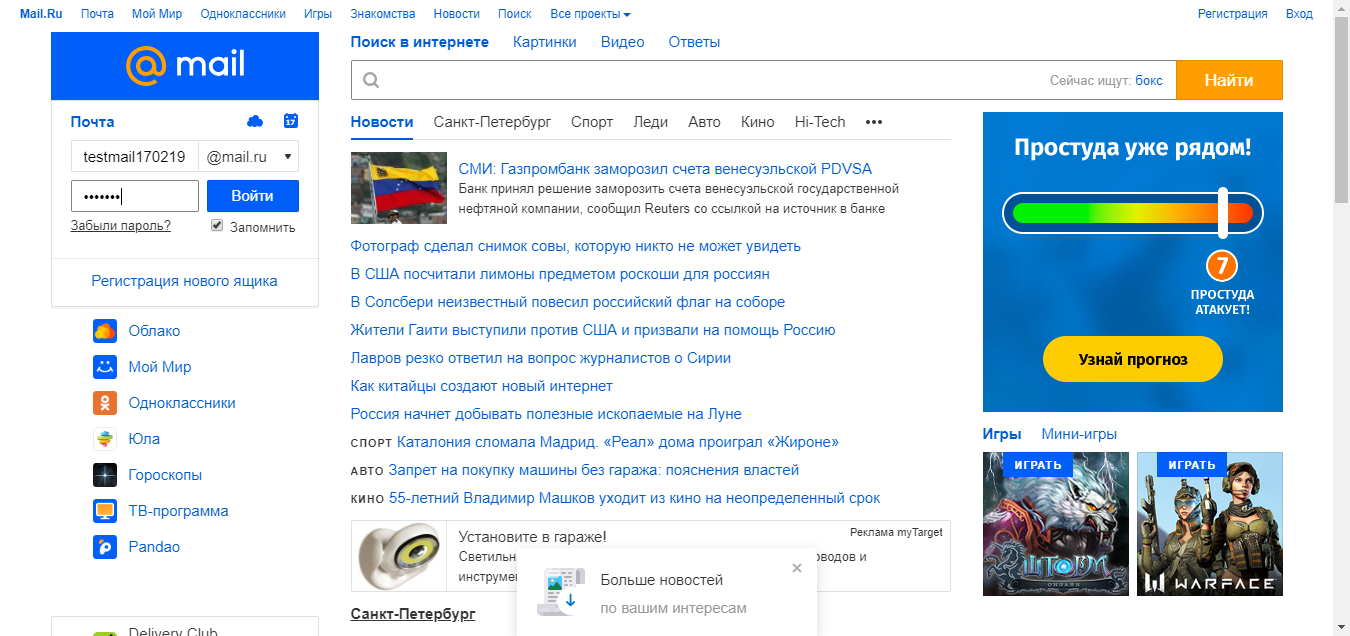 Mail.Ru Почта Мой Мир Одноклассники Игры Знакомства Новости Поиск Все проекты Регистрация Вход
mail
Почта
17
testmail170219 @mail.ru
••••••• Войти
Забыли пароль? Запомнить
Регистрация нового ящика
Облако
Мой Мир
Одноклассники
Юла
Гороскопы
ТВ-программа
Pandao
Delivery Club
Поиск в интернете Картинки Видео Ответы
Сейчас ищут: бокс Найти
Новости Санкт-Петербург Спорт Леди Авто Кино Hi-Tech •••
СМИ: Газпромбанк заморозил счета венесуэльской PDVSA
Банк принял решение заморозить счета венесуэльской государственной
нефтяной компании, сообщил Reuters со ссылкой на источник в банке
Фотограф сделал снимок совы, которую никто не может увидеть
В США посчитали лимоны предметом роскоши для россиян
В Солсбери неизвестный повесил российский флаг на соборе
Жители Гаити выступили против США и призвали на помощь Россию
Лавров резко ответил на вопрос журналистов о Сирии
Как китайцы создают новый интернет
Россия начнет добывать полезные ископаемые на Луне
СПОРТ Каталония сломала Мадрид. «Реал» дома проиграл «Жироне»
АВТО Запрет на покупку машины без гаража: пояснения властей
КИНО 55-летний Владимир Машков уходит из кино на неопределенный срок
Установите в гараже! Реклама myTarget
Светильн оводов и
инструмен
Санкт-Петербург
Больше новостей ×
по вашим интересам
Простуда уже рядом!
7
ПРОСТУДА
АТАКУЕТ!
Узнай прогноз
Игры Мини-игры
ИГРАТЬ ИГРАТЬ
ШТОРМ
ОНЛАЙН
WARFACE